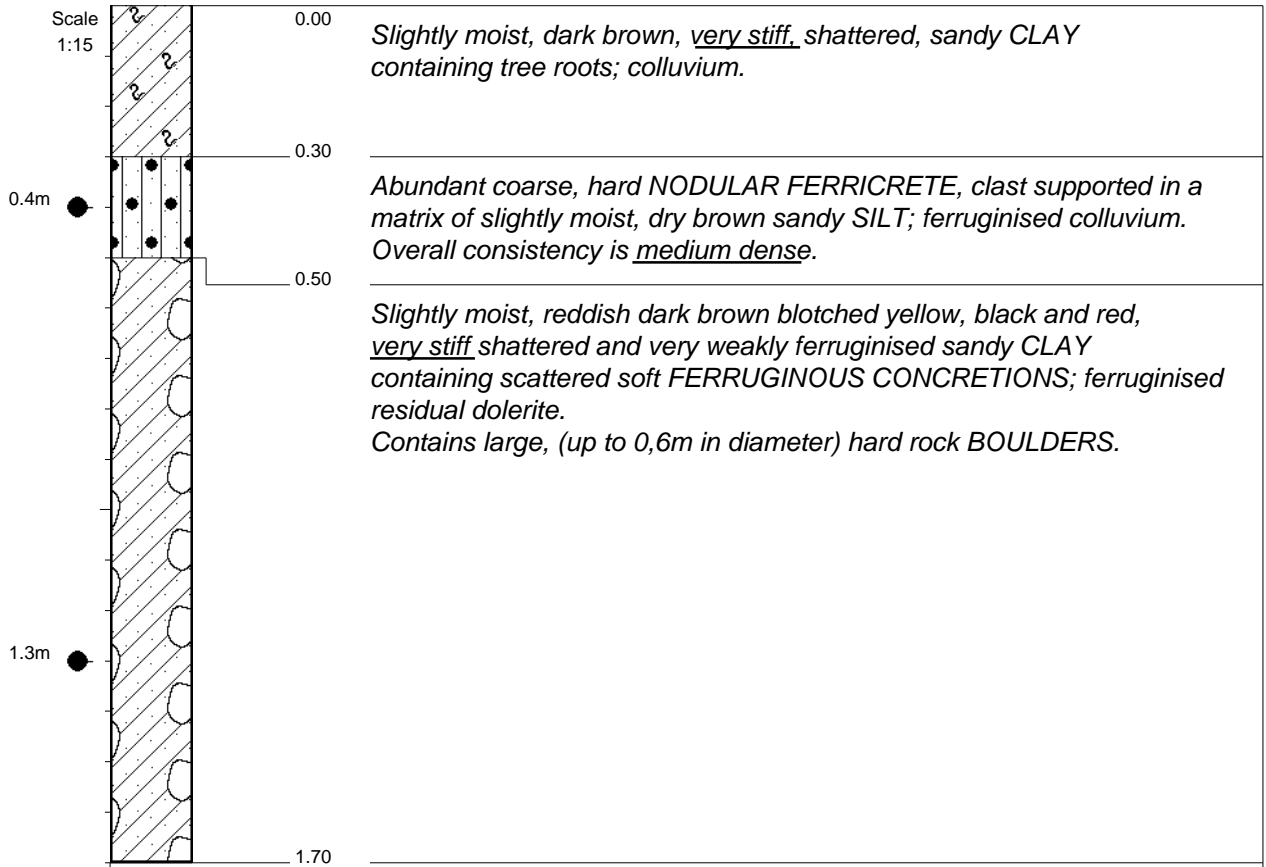 Scale
1:15
0.00
Slightly moist, dark brown, very stiff, shattered, sandy CLAY
containing tree roots; colluvium.
0.30
0.4m
Abundant coarse, hard NODULAR FERRICRETE, clast supported in a
matrix of slightly moist, dry brown sandy SILT; ferruginised colluvium.
Overall consistency is medium dense.
0.50
Slightly moist, reddish dark brown blotched yellow, black and red,
very stiff shattered and very weakly ferruginised sandy CLAY
containing scattered soft FERRUGINOUS CONCRETIONS; ferruginised
residual dolerite.
Contains large, (up to 0,6m in diameter) hard rock BOULDERS.
1.3m
1.70